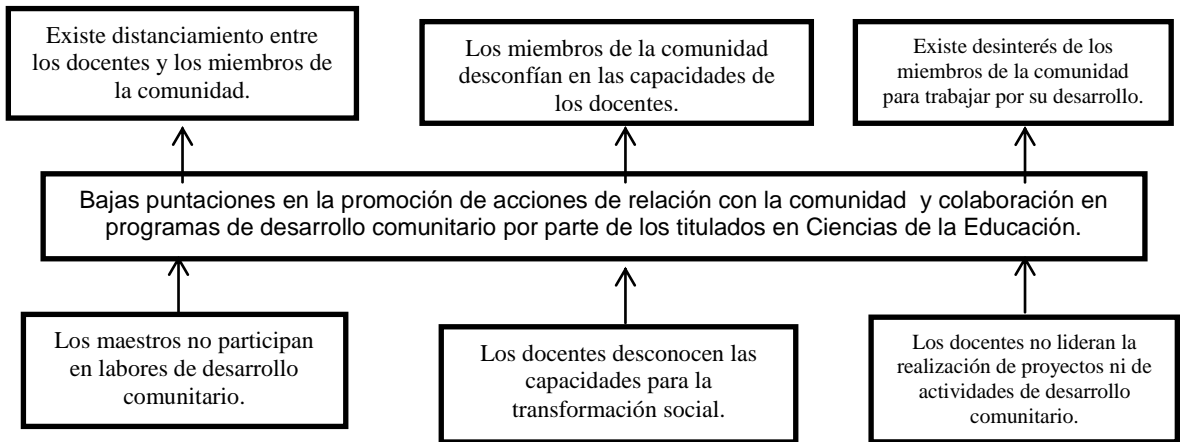 Existe distanciamiento entre
los docentes y los miembros de
la comunidad.
Los miembros de la comunidad
desconfían en las capacidades de
los docentes.
Existe desinterés de los
miembros de la comunidad
para trabajar por su desarrollo.
Bajas puntaciones en la promoción de acciones de relación con la comunidad y colaboración en
programas de desarrollo comunitario por parte de los titulados en Ciencias de la Educación.
Los maestros no participan
en labores de desarrollo
comunitario.
Los docentes desconocen las
capacidades para la
transformación social.
Los docentes no lideran la
realización de proyectos ni de
actividades de desarrollo
comunitario.